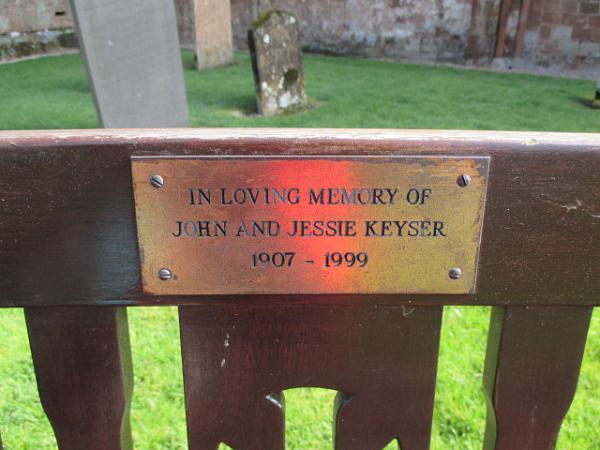 IN LOVING MEMORY OF
JOHN AND JESSIE KEYSER
1907 - 1999